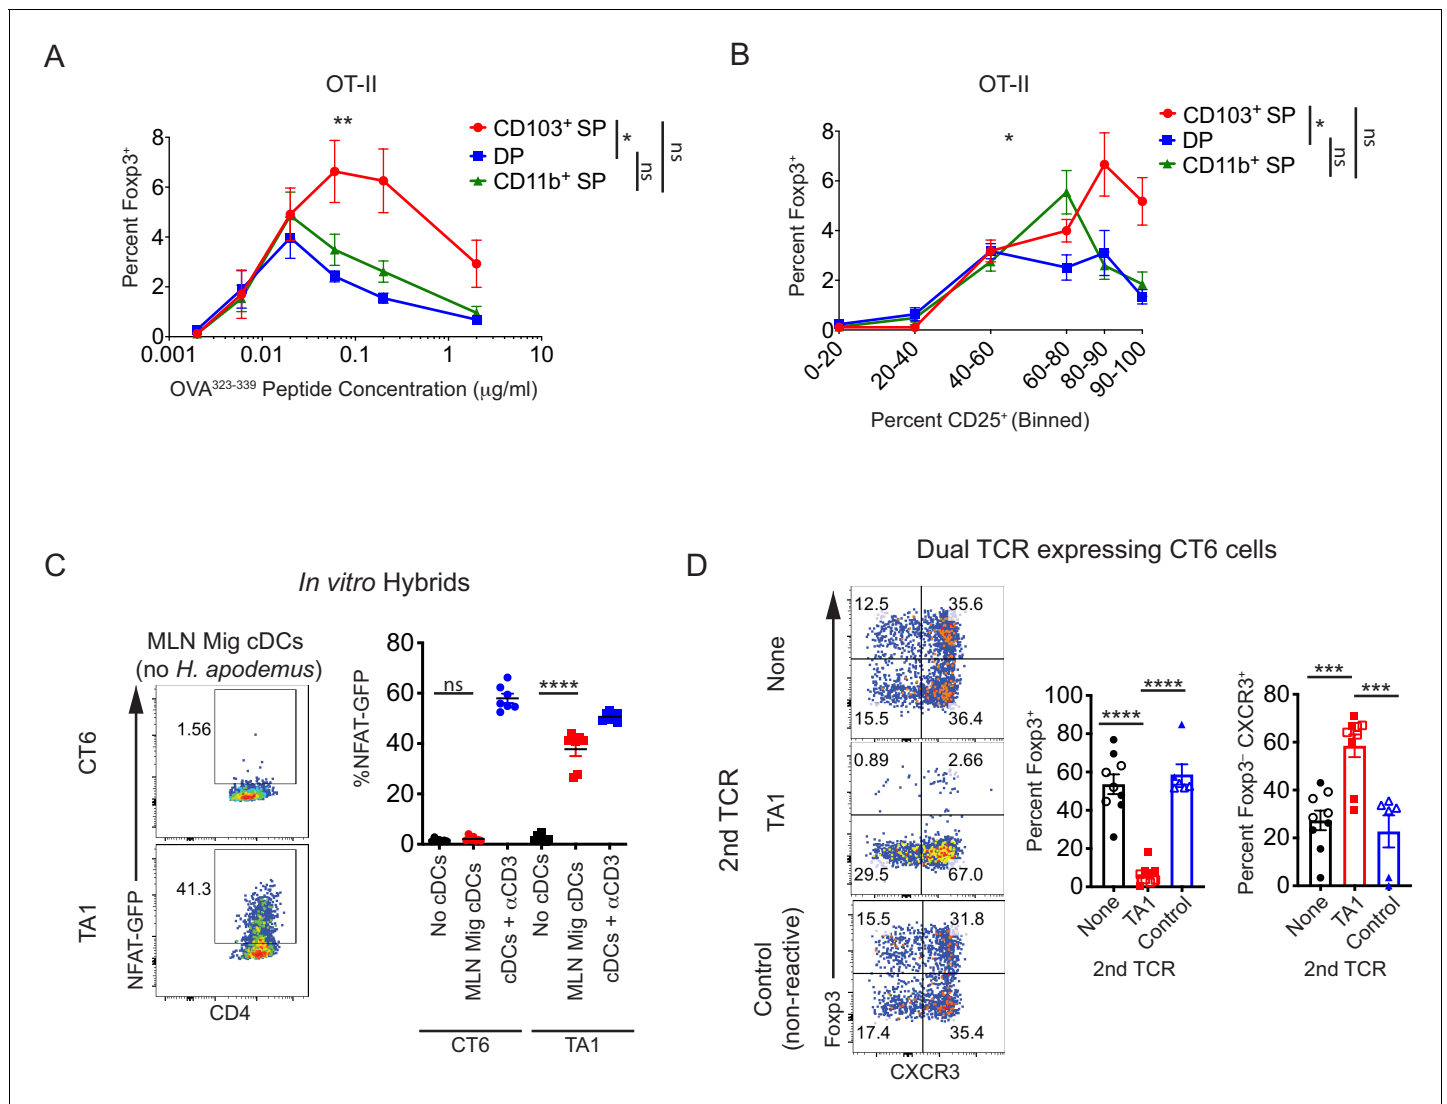 A
OT-II
**
8
6
4
2
0
Percent Foxp3+
0.001
0.01
0.1
1
10
OVA323-339 Peptide Concentration (μg/ml)
CD103+ SP
DP
CD11b+ SP
*
ns
ns
B
OT-II
*
8
6
4
2
0
Percent Foxp3+
0-20
20-40
40-60
60-80
80-90
90-100
Percent CD25+ (Binned)
CD103+ SP
DP
CD11b+ SP
*
ns
ns
C
In vitro Hybrids
MLN Mig cDCs
(no H. apodemus)
CT6
1.56
TA1
41.3
NFAT-GFP
CD4
%NFAT-GFP
80
60
40
20
0
ns
****
No cDCs
MLN Mig cDCs
cDCs + αCD3
No cDCs
MLN Mig cDCs
cDCs + αCD3
CT6
TA1
D
Dual TCR expressing CT6 cells
2nd TCR
None
12.5
35.6
15.5
36.4
TA1
0.89
2.66
29.5
67.0
Control
(non-reactive)
15.5
31.8
17.4
35.4
Foxp3
CXCR3
Percent Foxp3+
100
80
60
40
20
0
****
****
None
TA1
Control
2nd TCR
Percent Foxp3− CXCR3+
80
60
40
20
0
***
***
None
TA1
Control
2nd TCR